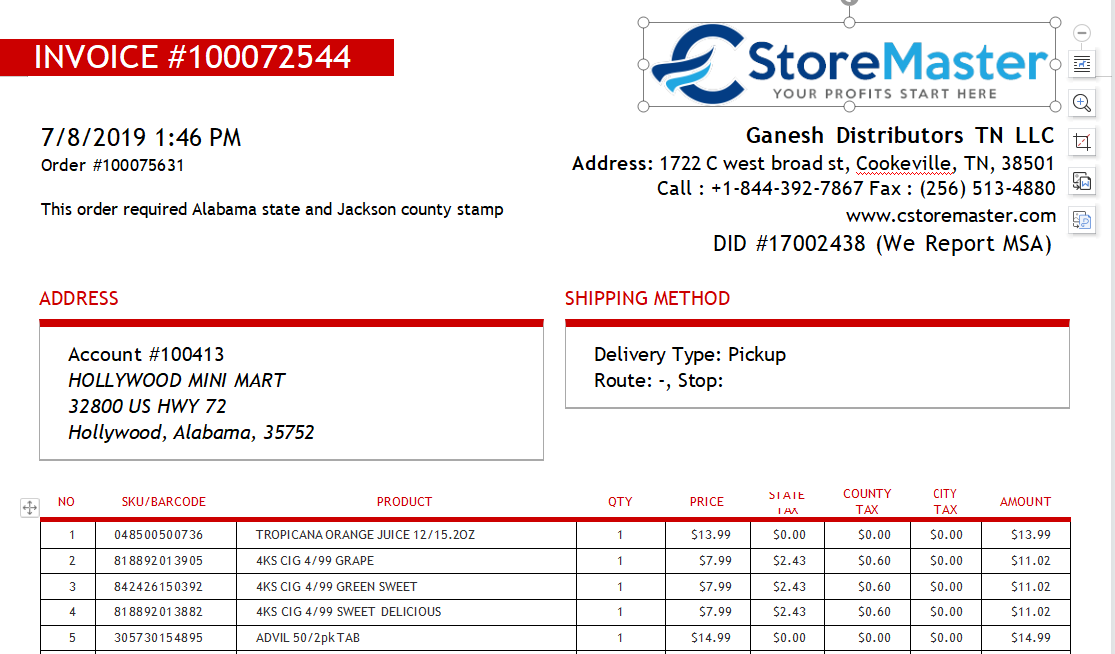 INVOICE #100072544
StoreMaster
YOUR PROFITS START HERE
7/8/2019 1:46 PM
Order #100075631
This order required Alabama state and Jackson county stamp
Ganesh Distributors TN LLC
Address: 1722 C west broad st, Cookeville, TN, 38501
Call : +1-844-392-7867 Fax : (256) 513-4880
www.cstoremaster.com
DID #17002438 (We Report MSA)
ADDRESS
Account #100413
HOLLYWOOD MINI MART
32800 US HWY 72
Hollywood, Alabama, 35752
SHIPPING METHOD
Delivery Type: Pickup
Route: -, Stop:
NO SKU/BARCODE PRODUCT QTY PRICE STATE TAX COUNTY TAX CITY TAX AMOUNT
1 048500500736 TROPICANA ORANGE JUICE 12/15.2OZ 1 $13.99 $0.00 $0.00 $0.00 $13.99
2 818892013905 4KS CIG 4/99 GRAPE 1 $7.99 $2.43 $0.60 $0.00 $11.02
3 842426150392 4KS CIG 4/99 GREEN SWEET 1 $7.99 $2.43 $0.60 $0.00 $11.02
4 818892013882 4KS CIG 4/99 SWEET DELICIOUS 1 $7.99 $2.43 $0.60 $0.00 $11.02
5 305730154895 ADVIL 50/2pkTAB 1 $14.99 $0.00 $0.00 $0.00 $14.99